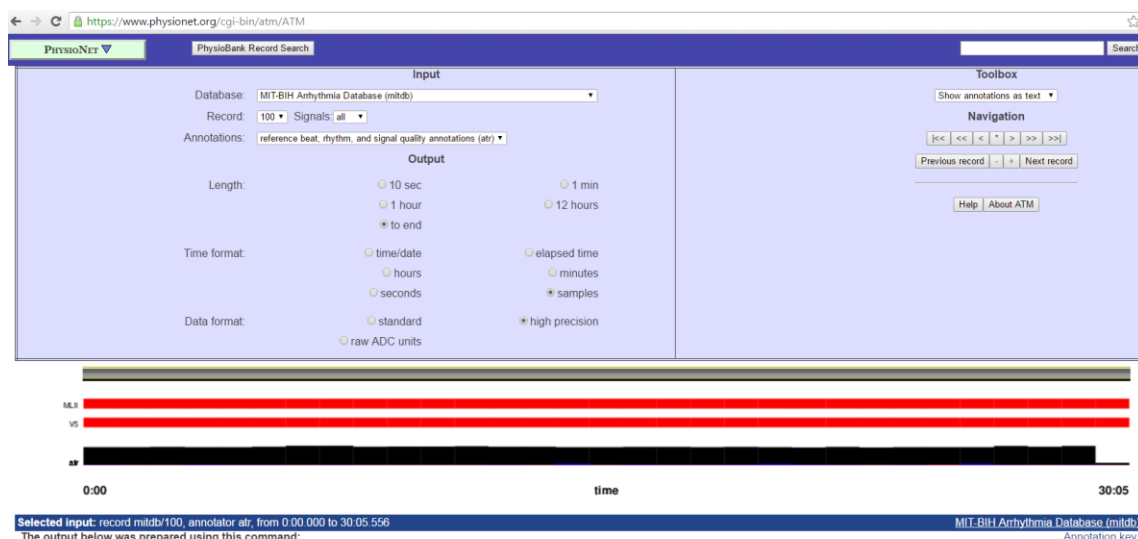 https://www.physionet.org/cgi-bin/atm/ATM
PHYSIONET PhysioBank Record Search Search
Input
Database: MIT-BIH Arrhythmia Database (mitdb)
Record: 100 Signals: all
Annotations: reference beat, rhythm, and signal quality annotations (atr)
Output
Length: 10 sec 1 min
1 hour 12 hours
to end
Time format: time/date elapsed time
hours minutes
seconds samples
Data format: standard high precision
raw ADC units
Toolbox
Show annotations as text
Navigation
|<< << < * > >> >>|
Previous record - + Next record
Help About ATM
MLII
V5
atr
0:00 time 30:05
Selected input: record mitdb/100, annotator atr, from 0:00.000 to 30:05.556 MIT-BIH Arrhythmia Database (mitdb)
The output below was prepared using this command: Annotation key